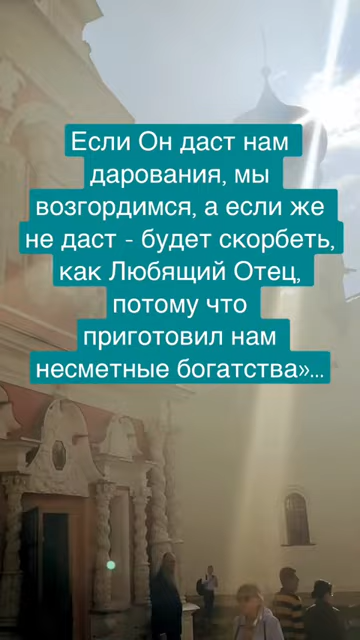 Если Он даст нам
дарования, мы
возгордимся, а если же
не даст - будет скорбеть,
как Любящий Отец,
потому что
приготовил нам
несметные богатства»...